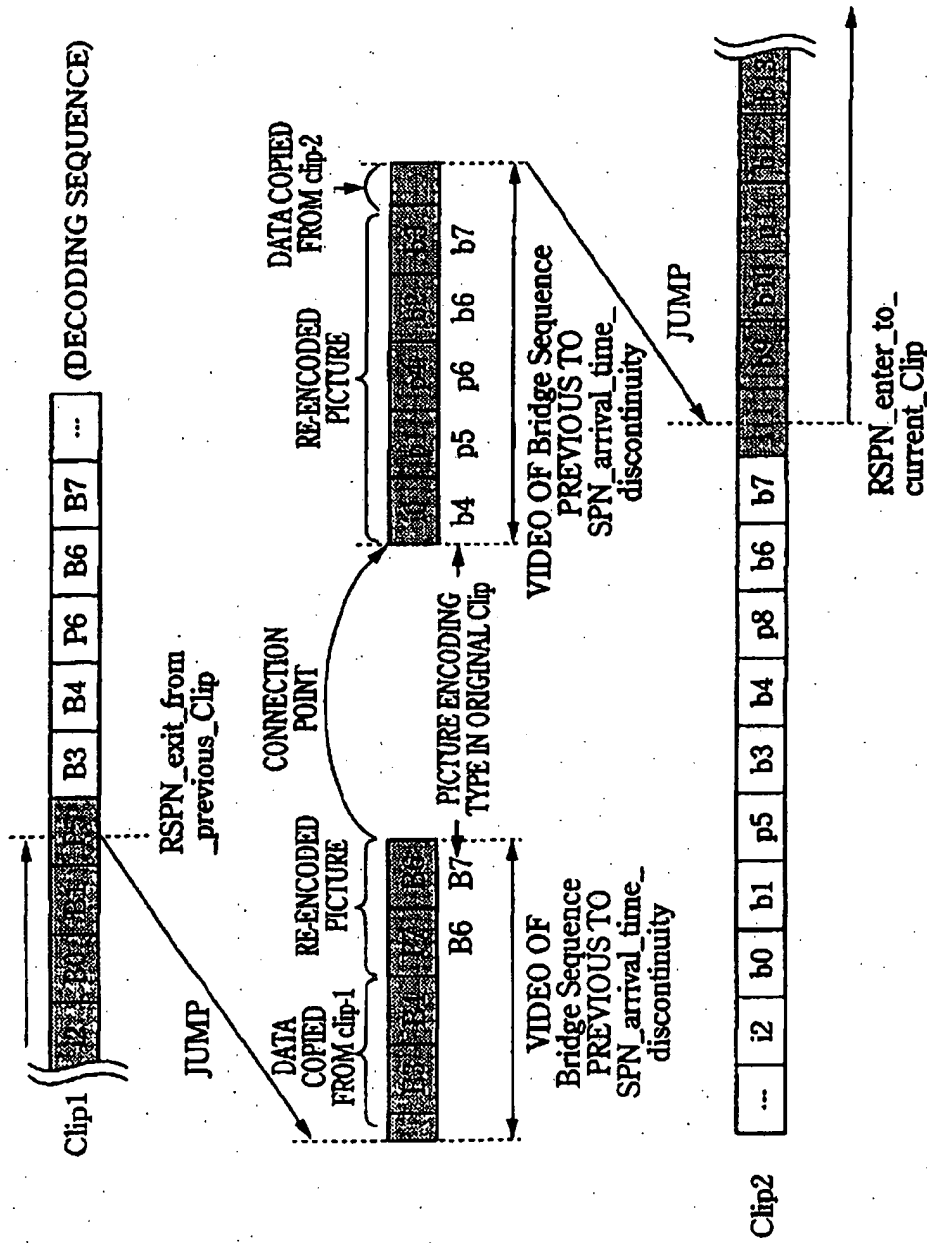 Clip1
B3 B4 P6 B6 B7 ... (DECODING SEQUENCE)
RSPN_exit_from
_previous_Clip
JUMP
DATA
COPIED
FROM clip-1
RE-ENCODED
PICTURE
CONNECTION
POINT
RE-ENCODED
PICTURE
DATA COPIED
FROM clip-2
B6 B7
PICTURE ENCODING
TYPE IN ORIGINAL Clip
b4 p5 p6 b6 b7
VIDEO OF
Bridge Sequence
PREVIOUS TO
SPN_arrival_time_
discontinuity
VIDEO OF Bridge Sequence
PREVIOUS TO
SPN_arrival_time_
discontinuity
JUMP
Clip2
... i2 b0 b1 p5 b3 b4 p8 b6 b7
RSPN_enter_to_
current_Clip